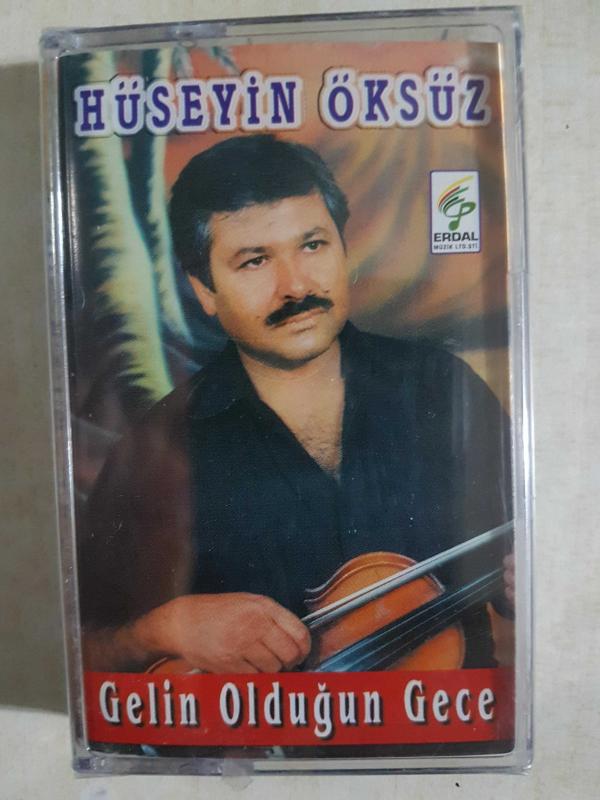 HÜSEYİN ÖKSÜZ
ERDAL
MÜZİK LTD.ŞTİ
Gelin Olduğun Gece